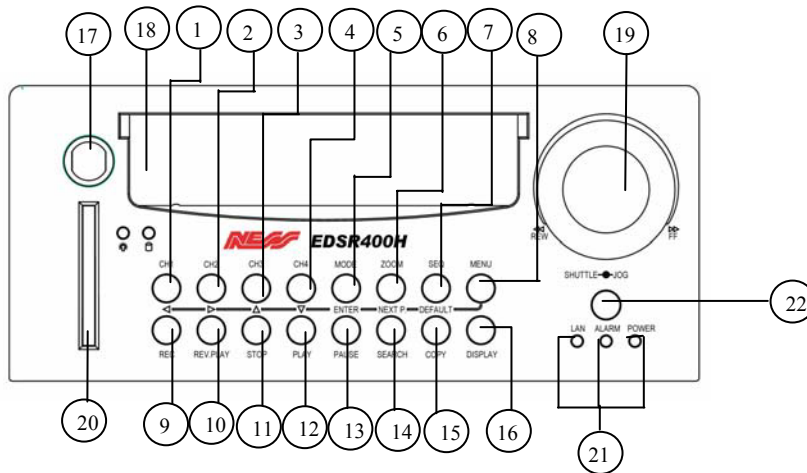 1 2 3 4 5 6 7 8
17 18 19
NESS EDSR400H
REW FF
CH1 CH2 CH3 CH4 MODE ZOOM SEQ MENU
SHUTTLE JOG
ENTER NEXT P. DEFAULT
22
REC REV.PLAY STOP PLAY PAUSE SEARCH COPY DISPLAY
LAN ALARM POWER
20 9 10 11 12 13 14 15 16 21